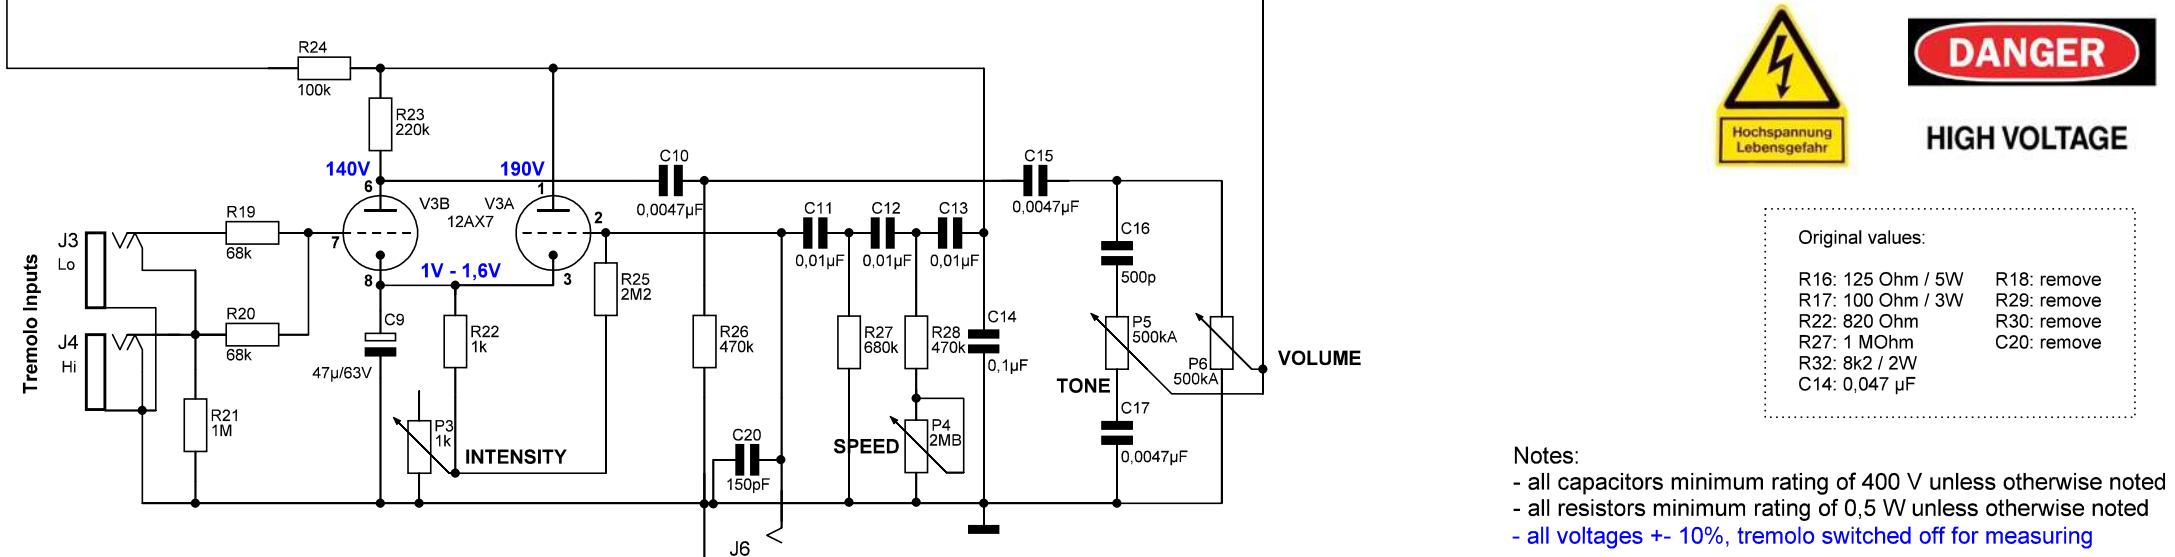 R24
100k
R23
220k
140V
6
190V
1
V3B
V3A
12AX7
2
7
8
3
1V - 1,6V
Tremolo Inputs
J3
Lo
J4
Hi
R19
68k
R20
68k
R21
1M
C9
47µ/63V
R22
1k
P3
1k
INTENSITY
R25
2M2
C10
0,0047µF
R26
470k
C20
150pF
J6
C11
0,01µF
C12
0,01µF
C13
0,01µF
R27
680k
R28
470k
C14
0,1µF
SPEED
P4
2MB
C15
0,0047µF
C16
500p
P5
500kA
TONE
C17
0,0047µF
P6
500kA
VOLUME
Hochspannung
Lebensgefahr
DANGER
HIGH VOLTAGE
Original values:
R16: 125 Ohm / 5W R18: remove
R17: 100 Ohm / 3W R29: remove
R22: 820 Ohm R30: remove
R27: 1 MOhm C20: remove
R32: 8k2 / 2W
C14: 0,047 µF
Notes:
- all capacitors minimum rating of 400 V unless otherwise noted
- all resistors minimum rating of 0,5 W unless otherwise noted
- all voltages +- 10%, tremolo switched off for measuring